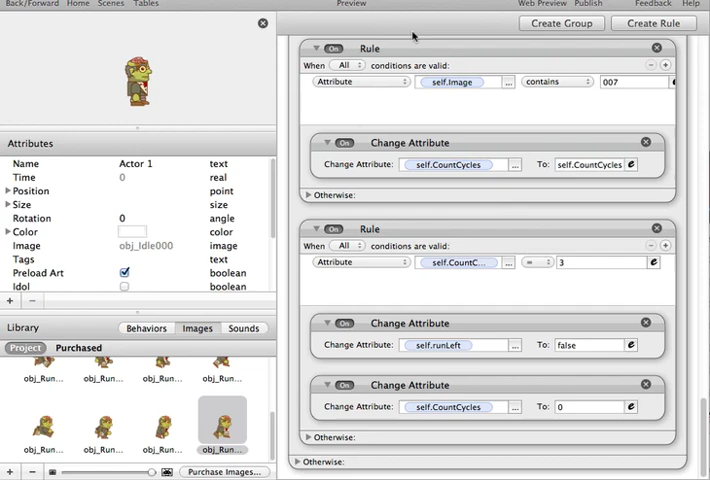 Back/Forward Home Scenes Tables Preview Web Preview Publish Feedback Help
Create Group Create Rule
On Rule
When All conditions are valid:
Attribute self.Image ... contains 007
On Change Attribute
Change Attribute: self.CountCycles ... To: self.CountCycles
Otherwise:
On Rule
When All conditions are valid:
Attribute self.CountC... ... = 3
On Change Attribute
Change Attribute: self.runLeft ... To: false
On Change Attribute
Change Attribute: self.CountCycles ... To: 0
Otherwise:
Otherwise:
Attributes
Name Actor 1 text
Time 0 real
Position point
Size size
Rotation 0 angle
Color color
Image obj_Idle000 image
Tags text
Preload Art boolean
Idol boolean
Library Behaviors Images Sounds
Project Purchased
obj_Run... obj_Run... obj_Run... obj_Run...
obj_Run... obj_Run... obj_Run... obj_Run...
Purchase Images...